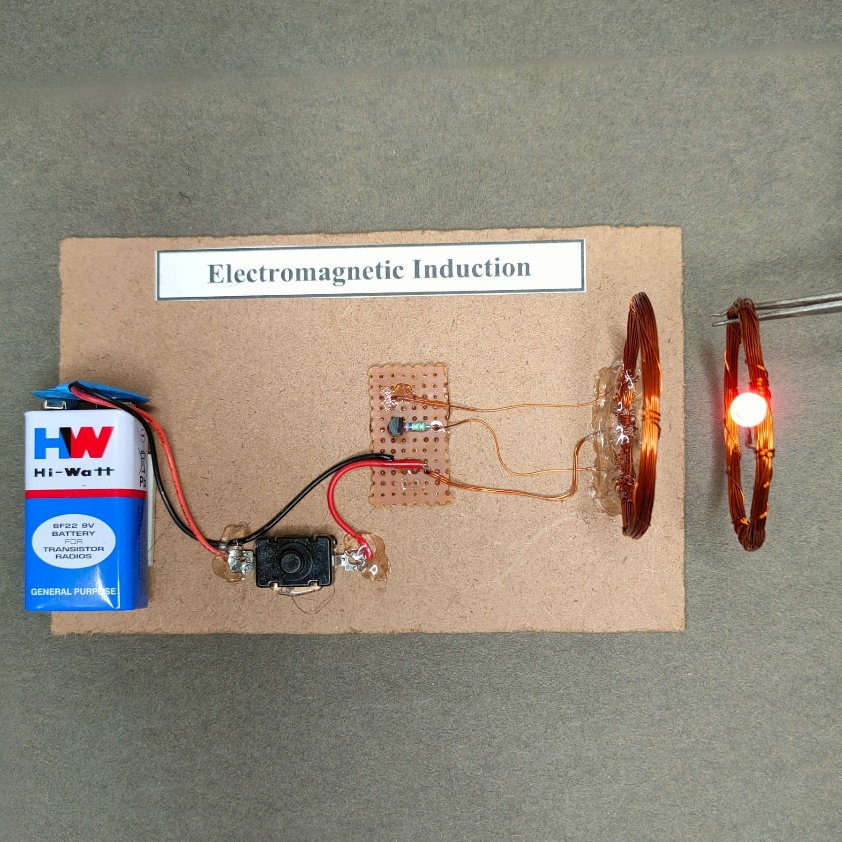 Electromagnetic Induction
HW
Hi-Watt
6F22 9V
BATTERY
FOR
TRANSISTOR
RADIOS
GENERAL PURPOSE